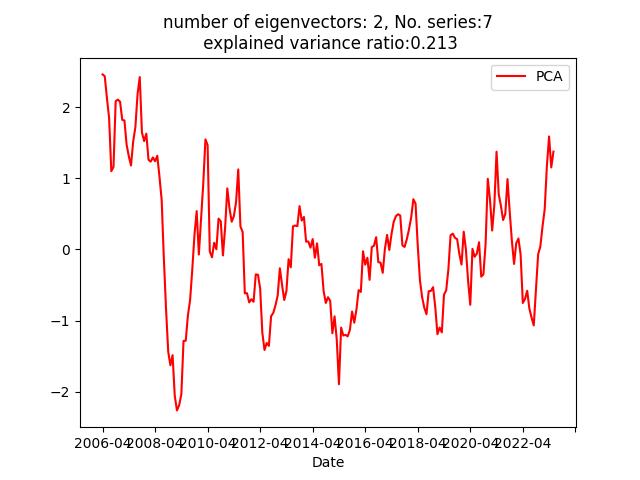 number of eigenvectors: 2, No. series:7
explained variance ratio:0.213
PCA
2
1
0
−1
−2
2006-04 2008-04 2010-04 2012-04 2014-04 2016-04 2018-04 2020-04 2022-04
Date